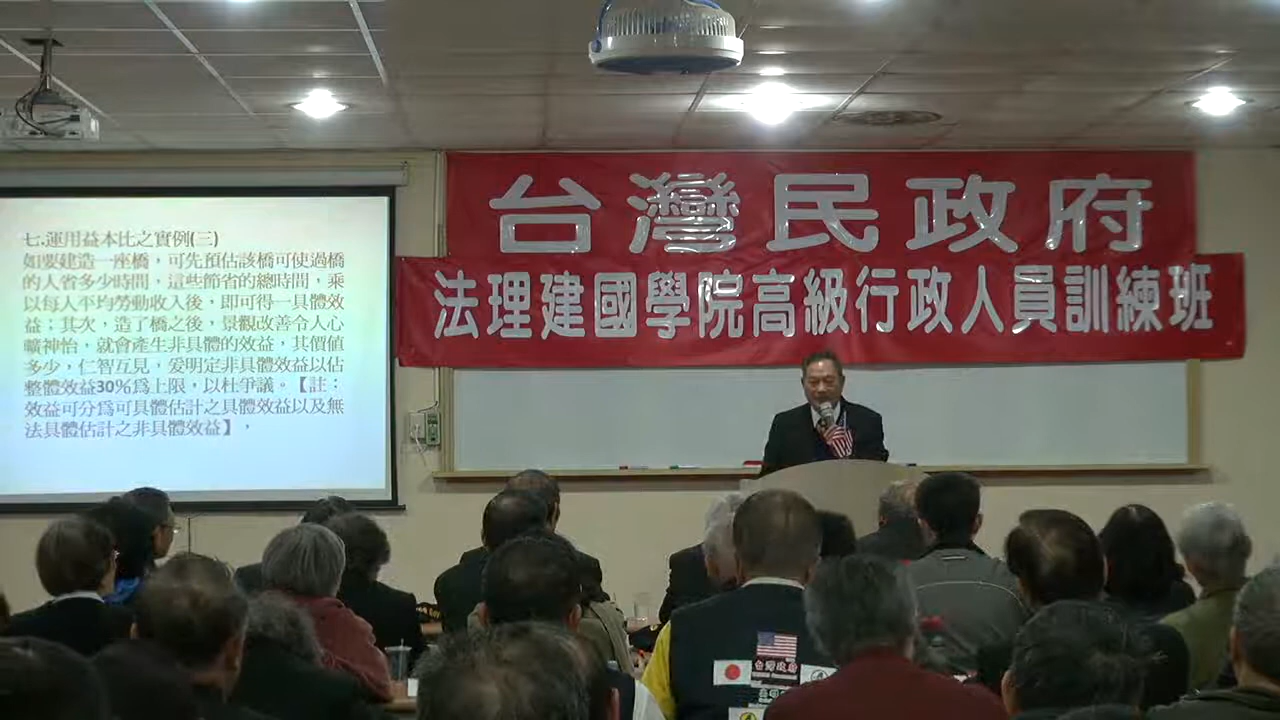 台灣民政府
法理建國學院高級行政人員訓練班
七.運用益本比之實例(三)
如要建造一座橋，可先預估該橋可使過橋
的人省多少時間，這些節省的總時間，乘
以每人平均勞動收入後，即可得一具體效
益；其次，造了橋之後，景觀改善令人心
曠神怡，就會產生非具體的效益，其價值
多少，仁智互見，爰明定非具體效益以佔
整體效益30%爲上限，以杜爭議。【註：
效益可分爲可具體估計之具體效益以及無
法具體估計之非具體效益】，
台灣政府